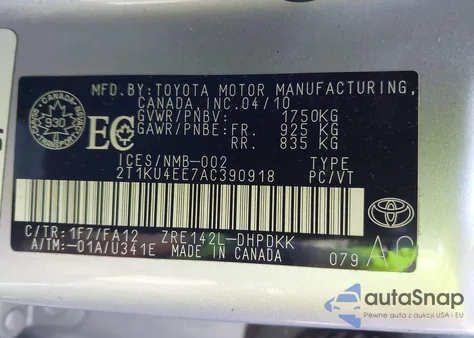 MFD.BY:TOYOTA MOTOR MANUFACTURING,
CANADA, INC.04/10
GVWR/PNBV: 1750KG
GAWR/PNBE: FR. 925 KG
RR. 835 KG
CANADA
930
TRANSPORT
EC
ICES/NMB-002 TYPE
2T1KU4EE7AC390918 PC/VT
C/TR: 1F7/FA12 ZRE142L-DHPDKK
A/TM: -01A/U341E MADE IN CANADA
079
autoSnap
Pewne auta z aukcji USA i EU